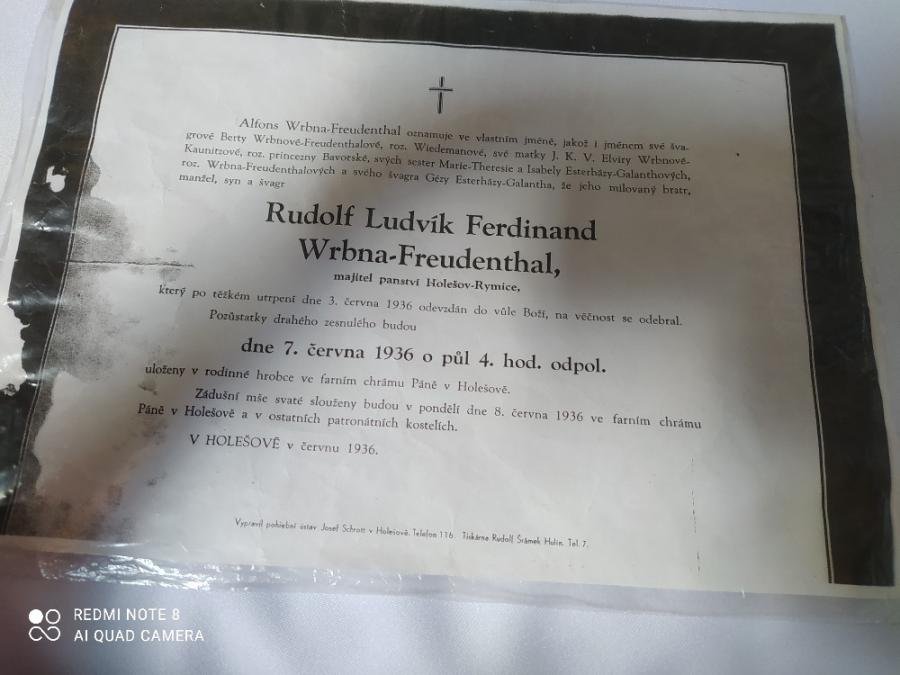 Alfons Wrbna-Freudenthal oznamuje ve vlastním jméně, jakož i jménem své šva-
grové Berty Wrbnové-Freudenthalové, roz. Wiedemanové, své matky J. K. V. Elvíry Wrbnové-
Kaunitzové, roz. princezny Bavorské, svých sester Marie-Theresie a Isabely Esterházy-Galanthových,
roz. Wrbna-Freudenthalových a svého švagra Gézy Esterházy-Galantha, že jeho milovaný bratr,
manžel, syn a švagr
Rudolf Ludvík Ferdinand
Wrbna-Freudenthal,
majitel panství Holešov-Rymice,
který po těžkém utrpení dne 3. června 1936 odevzdán do vůle Boží, na věčnost se odebral.
Pozůstatky drahého zesnulého budou
dne 7. června 1936 o půl 4. hod. odpol.
uloženy v rodinné hrobce ve farním chrámu Páně v Holešově.
Zádušní mše svaté slouženy budou v pondělí dne 8. června 1936 ve farním chrámu
Páně v Holešově a v ostatních patronátních kostelích.
V HOLEŠOVĚ v červnu 1936.
Vypravil pohřební ústav Josef Schrott v Holešově. Telefon 116. Tiskárna Rudolf Šrámek Hulín. Tel. 7.
REDMI NOTE 8
AI QUAD CAMERA